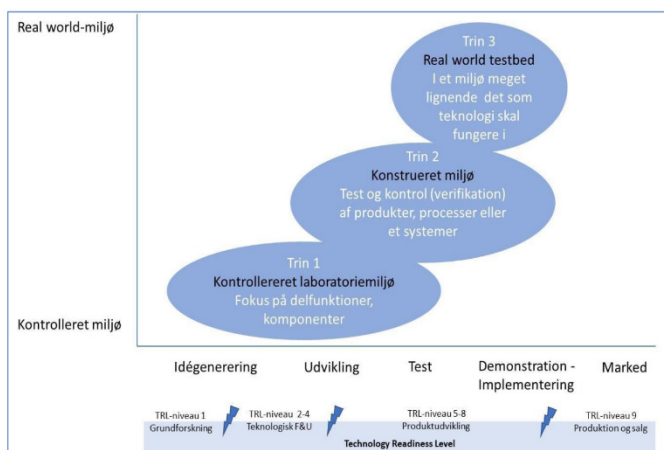 Real world-miljø
Trin 3
Real world testbed
I et miljø meget
lignende det som
teknologi skal
fungere i
Trin 2
Konstrueret miljø
Test og kontrol (verifikation)
af produkter, processer eller
et systemer
Trin 1
Kontrollereret laboratoriemiljø
Fokus på delfunktioner,
komponenter
Kontrolleret miljø
Idégenerering
Udvikling
Test
Demonstration -
Implementering
Marked
TRL-niveau 1
Grundforskning
TRL-niveau 2-4
Teknologisk F&U
TRL-niveau 5-8
Produktudvikling
TRL-niveau 9
Produktion og salg
Technology Readiness Level